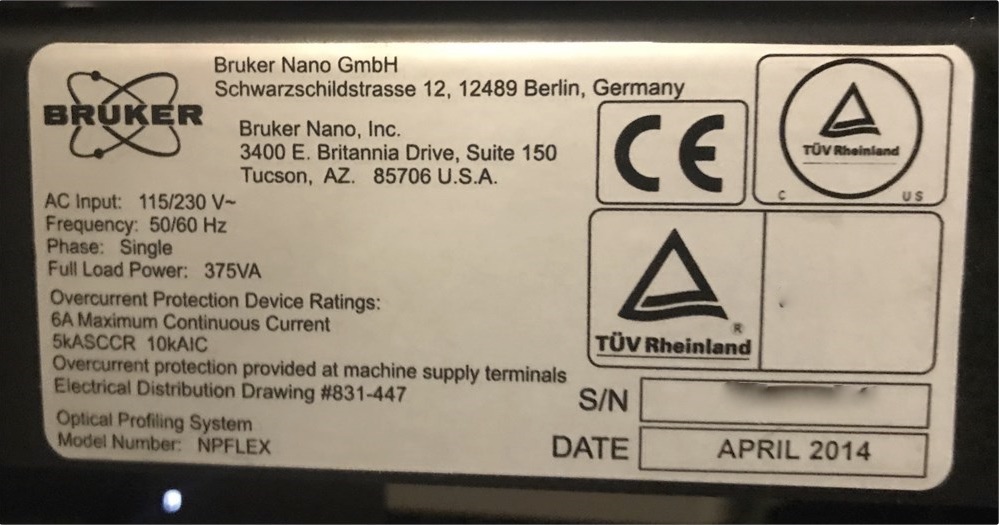 BRUKER
Bruker Nano GmbH
Schwarzschildstrasse 12, 12489 Berlin, Germany
Bruker Nano, Inc.
3400 E. Britannia Drive, Suite 150
Tucson, AZ. 85706 U.S.A.
CE
TÜV Rheinland
C US
AC Input: 115/230 V~
Frequency: 50/60 Hz
Phase: Single
Full Load Power: 375VA
Overcurrent Protection Device Ratings:
6A Maximum Continuous Current
5kASCCR 10kAIC
Overcurrent protection provided at machine supply terminals
Electrical Distribution Drawing #831-447
Optical Profiling System
Model Number: NPFLEX
®
TÜV Rheinland
S/N
DATE APRIL 2014